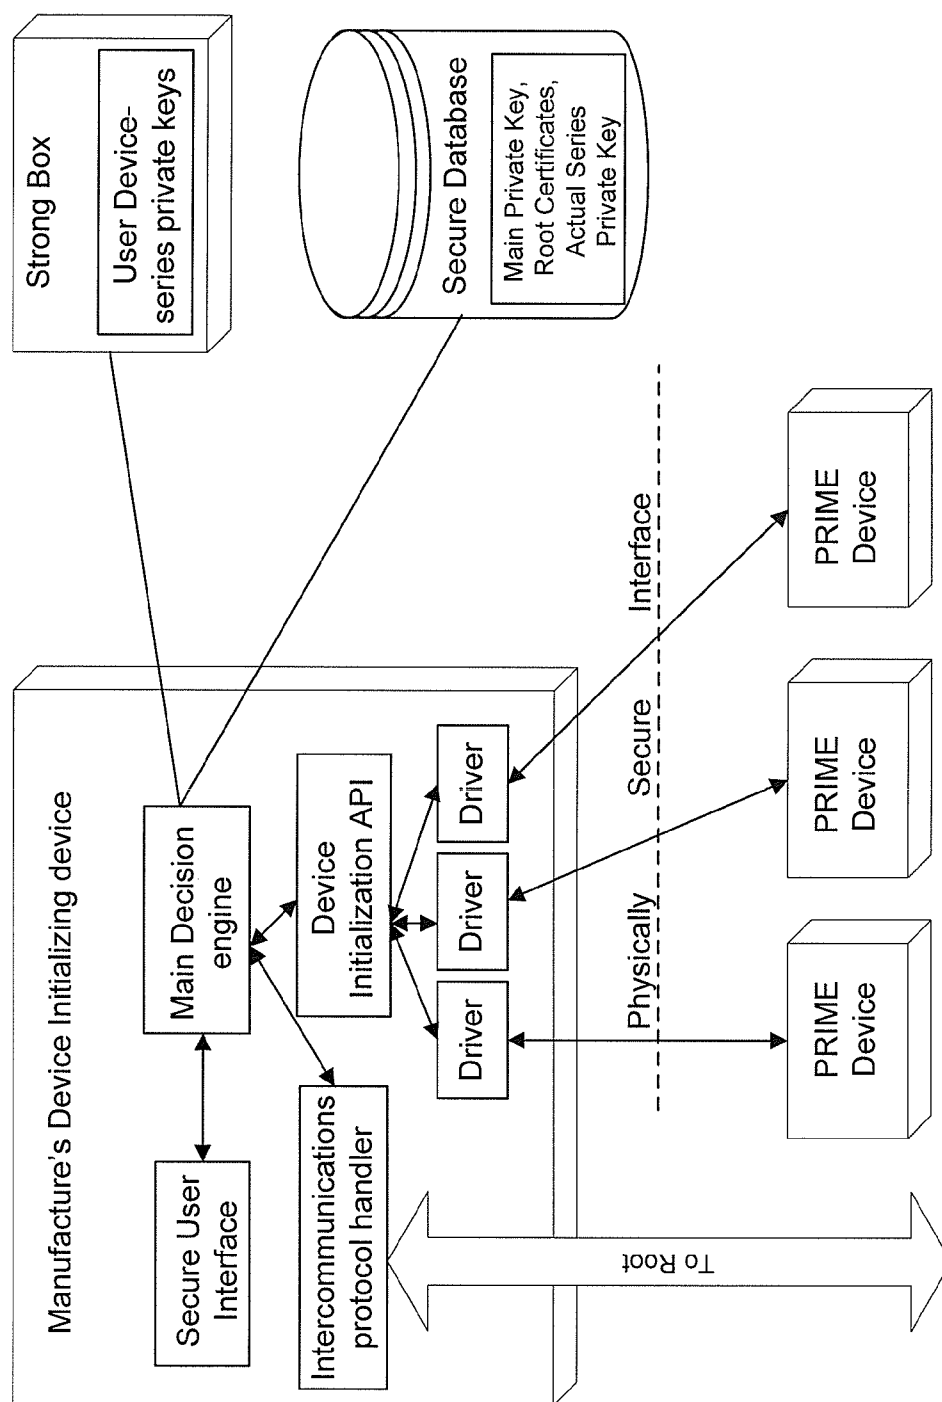 Manufacture's Device Initializing device
Secure User
Interface
Main Decision
engine
Intercommunications
protocol handler
Device
Initialization API
Driver
Driver
Driver
Strong Box
User Device-
series private keys
Secure Database
Main Private Key,
Root Certificates,
Actual Series
Private Key
Physically Secure Interface
To Root
PRIME
Device
PRIME
Device
PRIME
Device